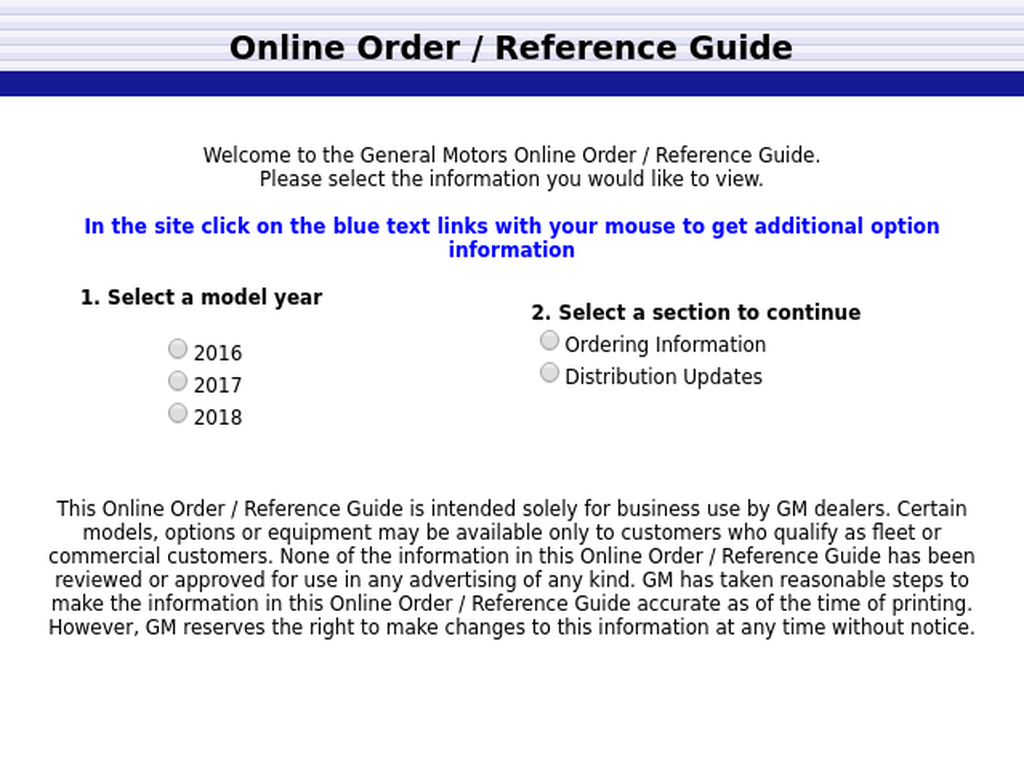 Online Order / Reference Guide
Welcome to the General Motors Online Order / Reference Guide.
Please select the information you would like to view.
In the site click on the blue text links with your mouse to get additional option
information
1. Select a model year
2016
2017
2018
2. Select a section to continue
Ordering Information
Distribution Updates
This Online Order / Reference Guide is intended solely for business use by GM dealers. Certain
models, options or equipment may be available only to customers who qualify as fleet or
commercial customers. None of the information in this Online Order / Reference Guide has been
reviewed or approved for use in any advertising of any kind. GM has taken reasonable steps to
make the information in this Online Order / Reference Guide accurate as of the time of printing.
However, GM reserves the right to make changes to this information at any time without notice.